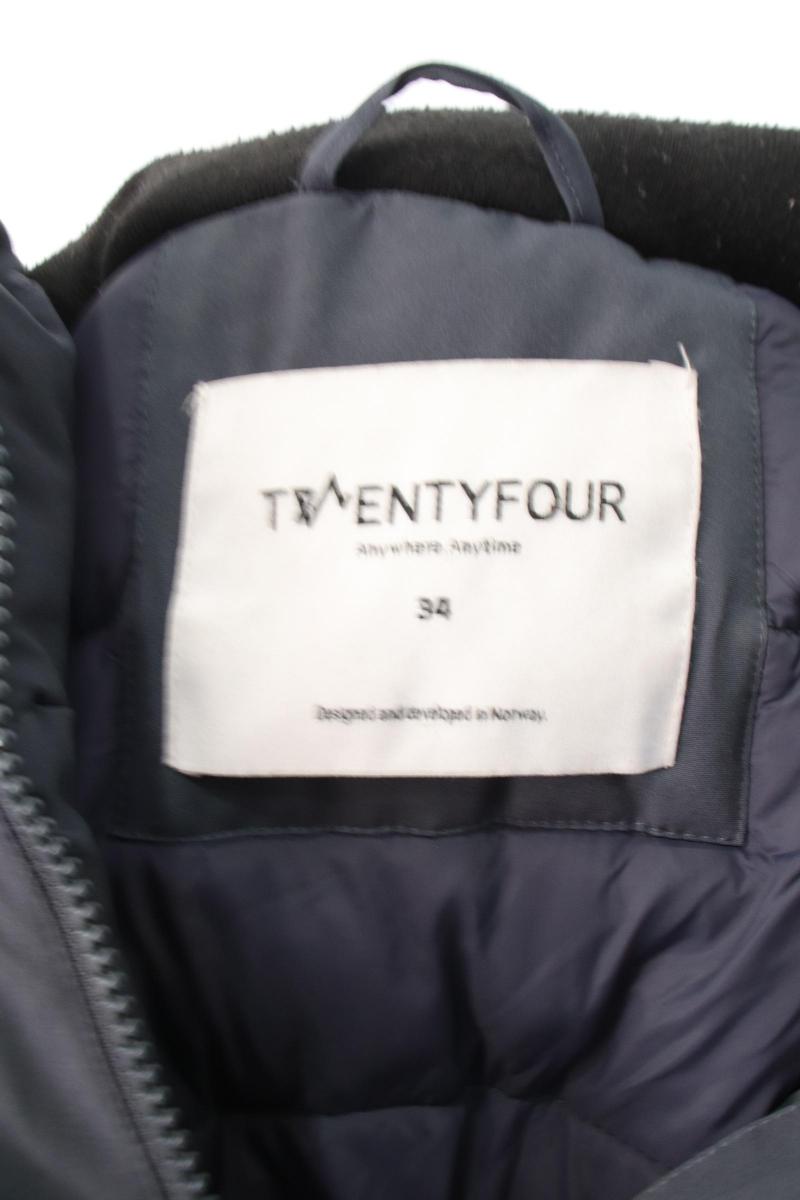 TWENTYFOUR
Anywhere. Anytime
34
Designed and developed in Norway.